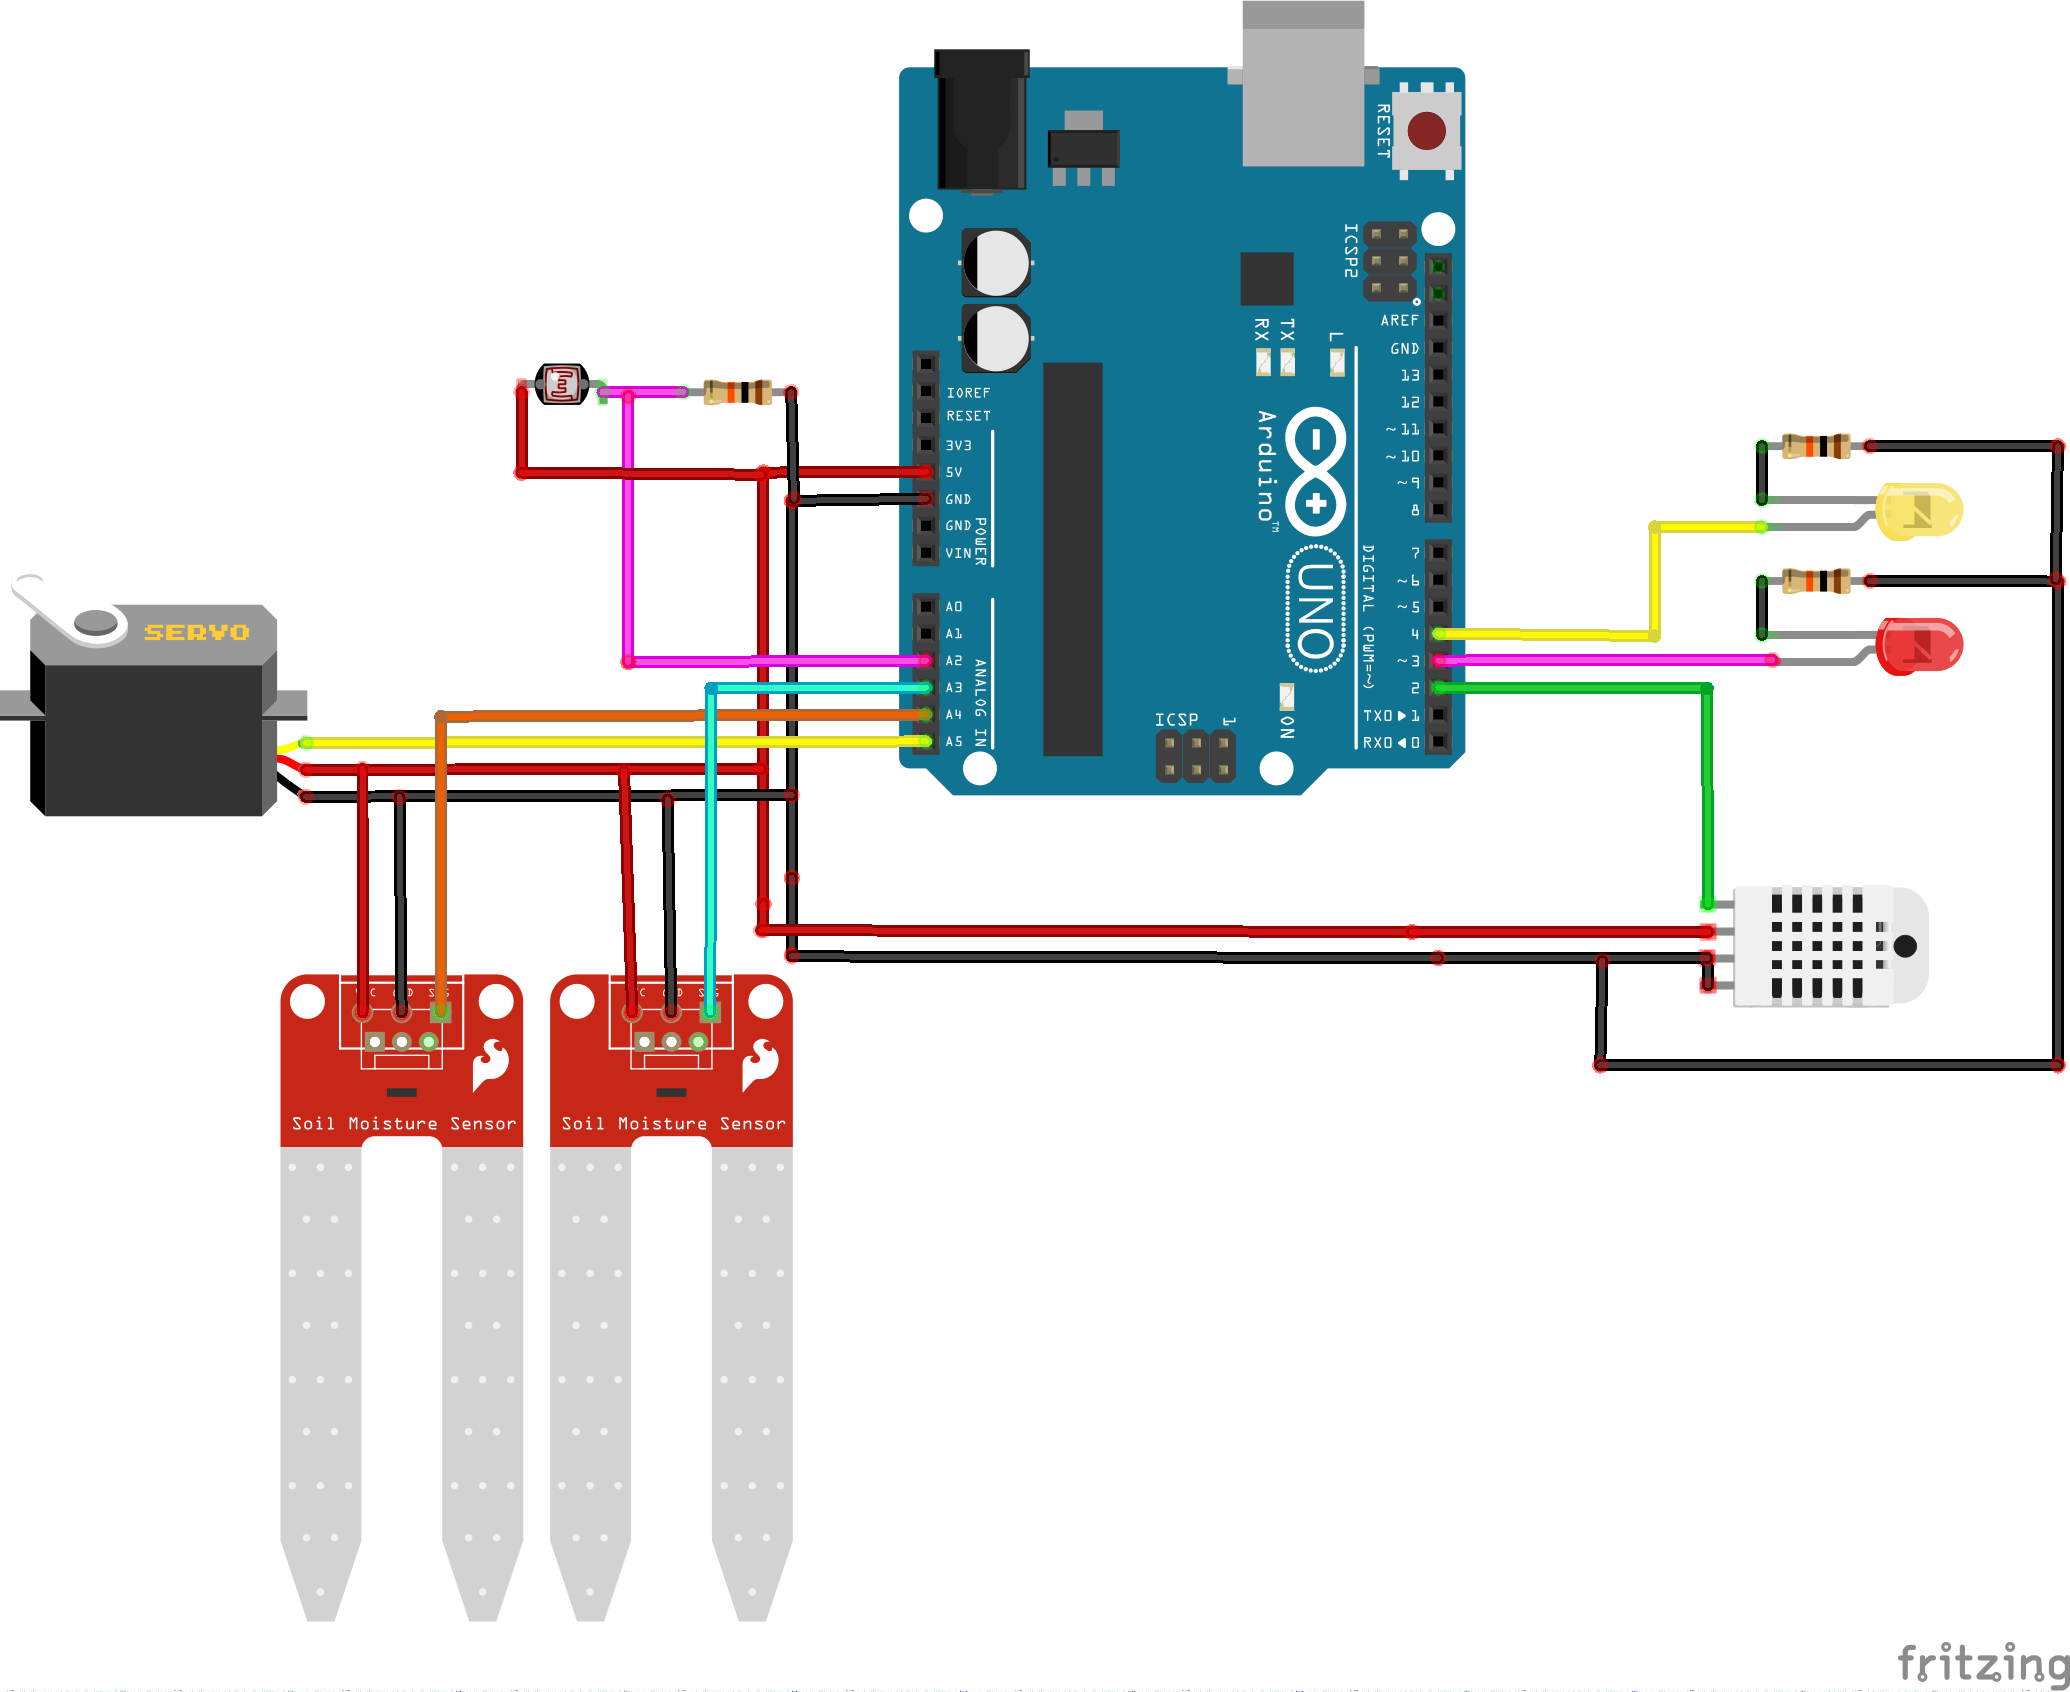 RESET
ICSP2
RX
TX
L
AREF
GND
13
12
~11
~10
~9
8
IOREF
RESET
3V3
5V
GND
GND
VIN
POWER
Arduino™
UNO
DIGITAL (PWM=~)
7
~6
~5
4
~3
2
TX0▶1
RX0◀0
A0
A1
A2
A3
A4
A5
ANALOG IN
ICSP
1
ON
SERVO
Soil Moisture Sensor
Soil Moisture Sensor
fritzing